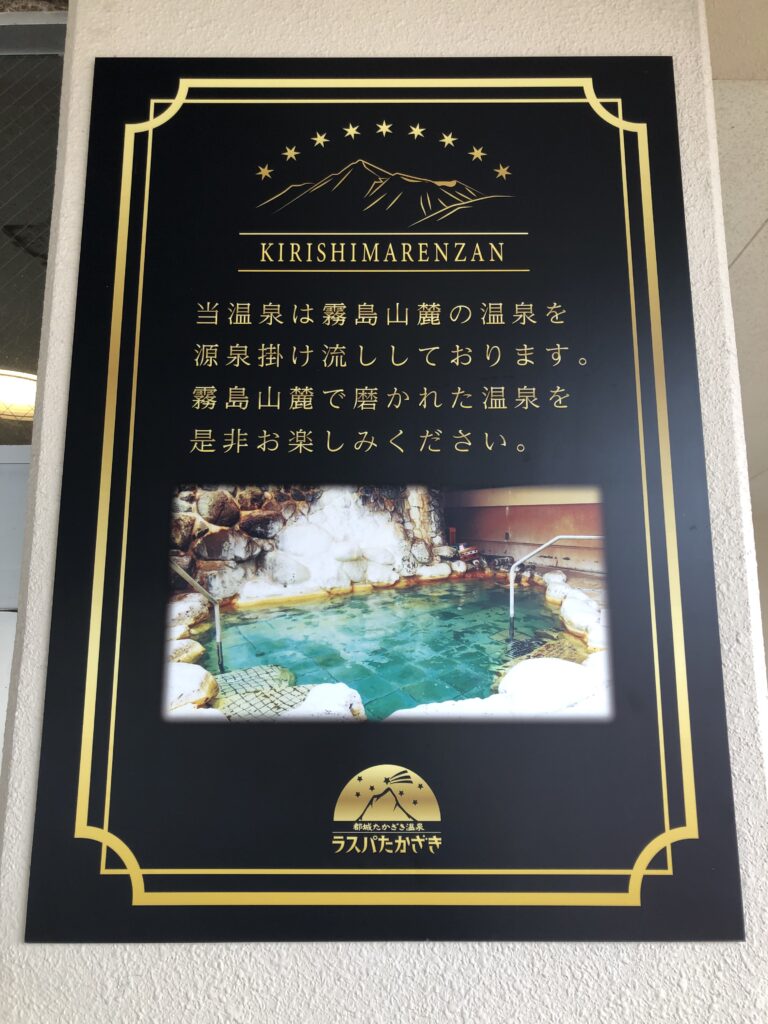 KIRISHIMARENZAN
当温泉は霧島山麓の温泉を
源泉掛け流ししております。
霧島山麓で磨かれた温泉を
是非お楽しみください。
都城たかざき温泉
ラスパたかざき